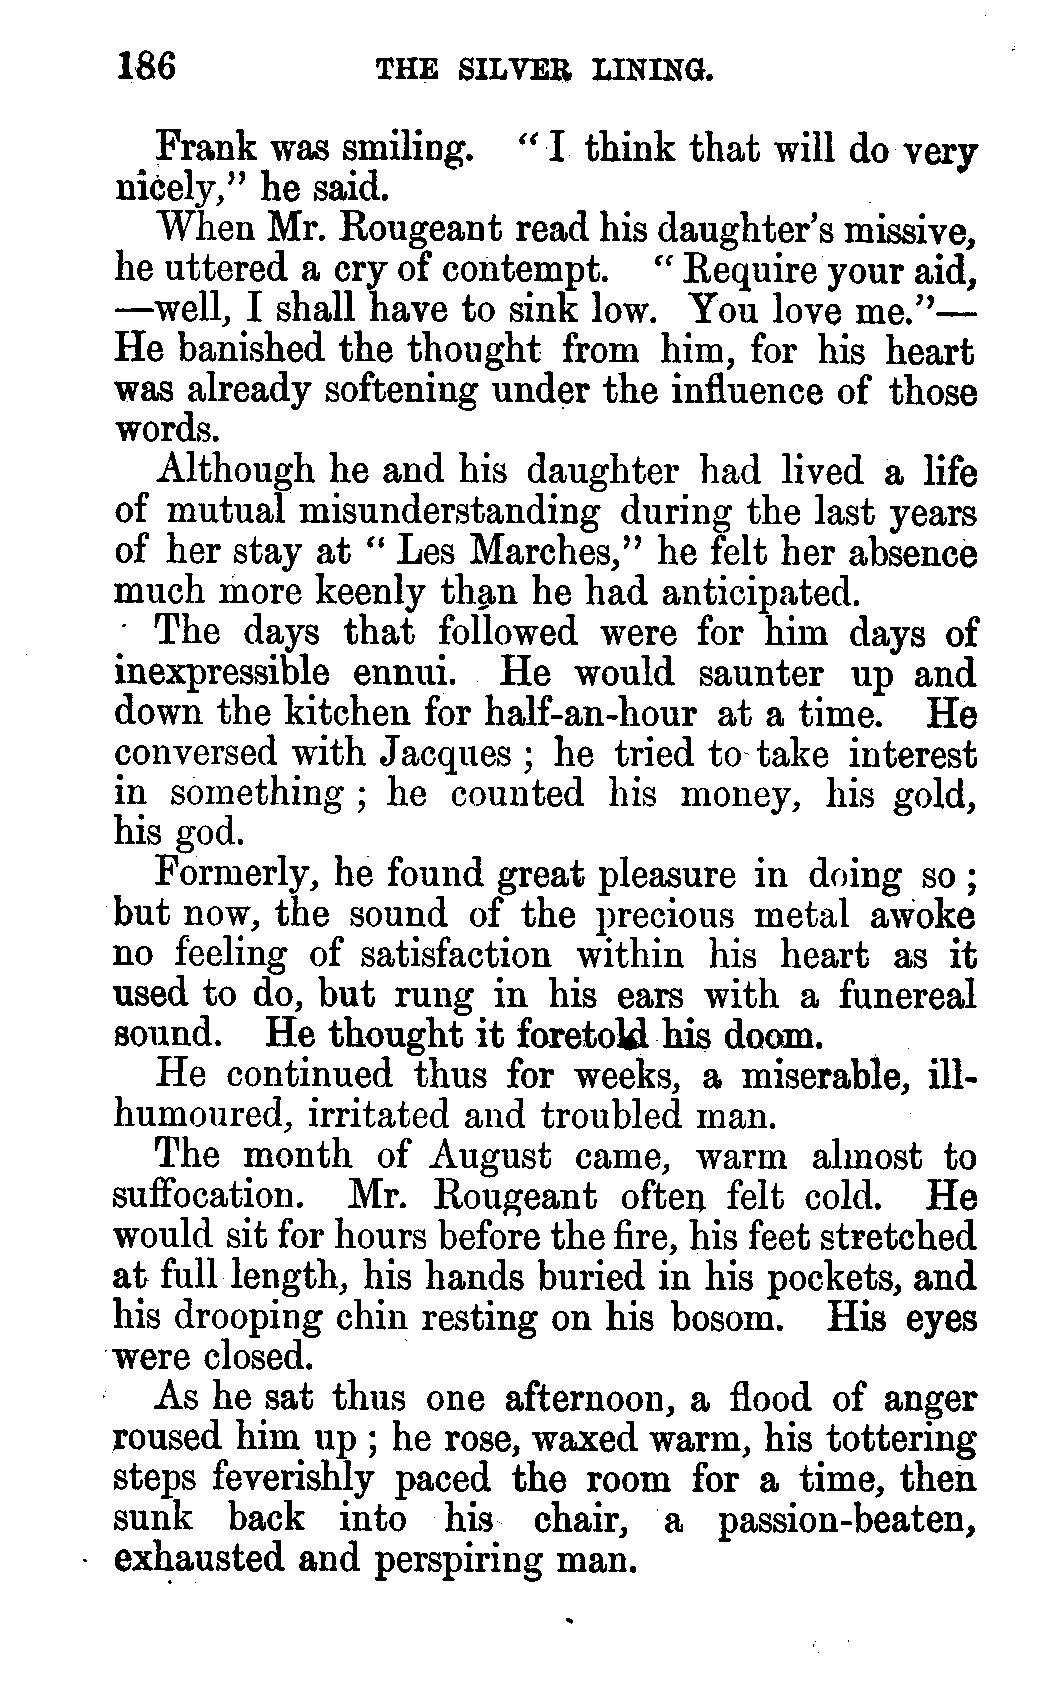 186 THE SILVER LINING.
Frank was smiling. “ I think that will do very
nicely,” he said.
When Mr. Rougeant read his daughter’s missive,
he uttered a cry of contempt. “ Require your aid,
—well, I shall have to sink low. You love me.”—
He banished the thought from him, for his heart
was already softening under the influence of those
words.
Although he and his daughter had lived a life
of mutual misunderstanding during the last years
of her stay at “ Les Marches,” he felt her absence
much more keenly than he had anticipated.
The days that followed were for him days of
inexpressible ennui. He would saunter up and
down the kitchen for half-an-hour at a time. He
conversed with Jacques ; he tried to take interest
in something ; he counted his money, his gold,
his god.
Formerly, he found great pleasure in doing so ;
but now, the sound of the precious metal awoke
no feeling of satisfaction within his heart as it
used to do, but rung in his ears with a funereal
sound. He thought it foretold his doom.
He continued thus for weeks, a miserable, ill-
humoured, irritated and troubled man.
The month of August came, warm almost to
suffocation. Mr. Rougeant often felt cold. He
would sit for hours before the fire, his feet stretched
at full length, his hands buried in his pockets, and
his drooping chin resting on his bosom. His eyes
were closed.
As he sat thus one afternoon, a flood of anger
roused him up ; he rose, waxed warm, his tottering
steps feverishly paced the room for a time, then
sunk back into his chair, a passion-beaten,
exhausted and perspiring man.